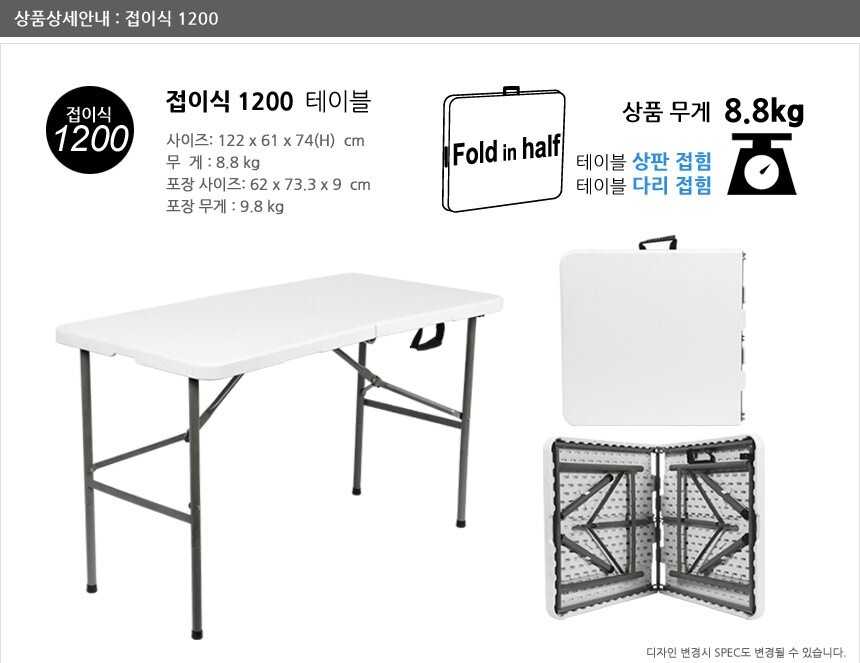 상품상세안내 : 접이식 1200
접이식
1200
접이식 1200 테이블
사이즈: 122 x 61 x 74(H) cm
무 게 : 8.8 kg
포장 사이즈: 62 x 73.3 x 9 cm
포장 무게 : 9.8 kg
Fold in half
상품 무게 8.8kg
테이블 상판 접힘
테이블 다리 접힘
디자인 변경시 SPEC도 변경될 수 있습니다.